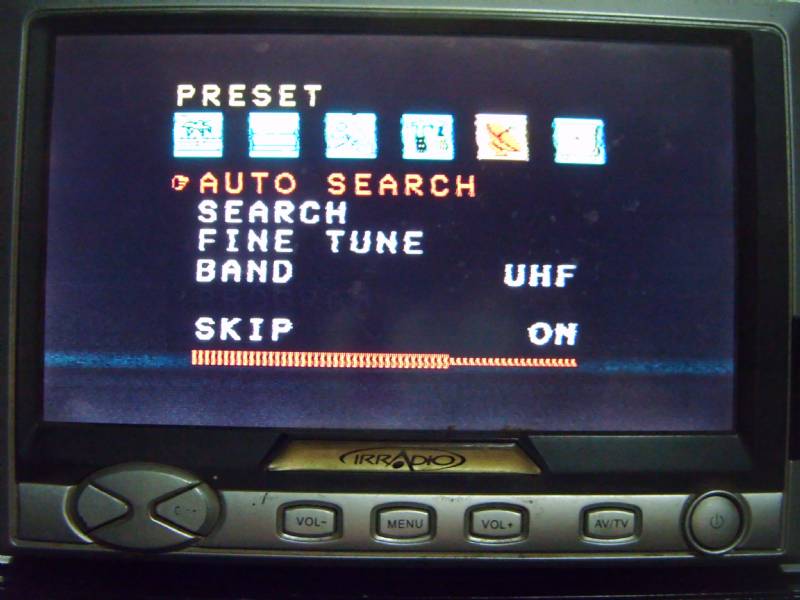 PRESET
AUTO SEARCH
SEARCH
FINE TUNE
BAND UHF
SKIP ON
IRRADIO
VOL- MENU VOL+ AV/TV